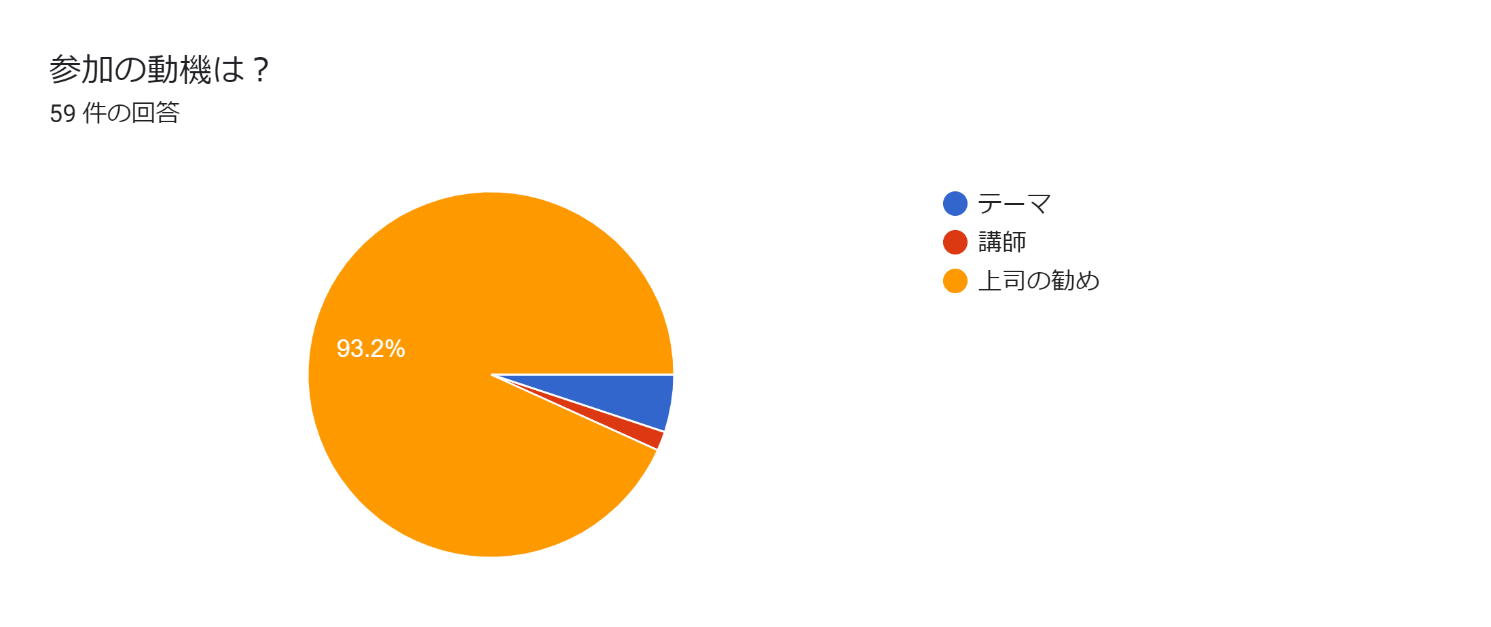 参加の動機は？
59 件の回答
テーマ
講師
上司の勧め
93.2%